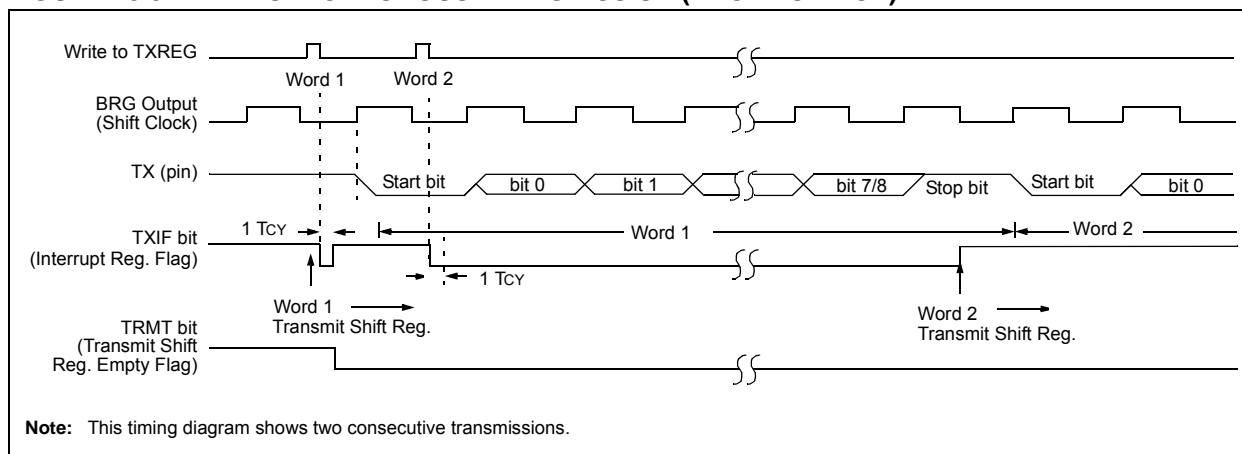 Write to TXREG
Word 1 Word 2
BRG Output
(Shift Clock)
TX (pin)
Start bit bit 0 bit 1 bit 7/8 Stop bit Start bit bit 0
TXIF bit
(Interrupt Reg. Flag)
1 TCY
Word 1 Word 2
1 TCY
Word 1
Transmit Shift Reg.
Word 2
Transmit Shift Reg.
TRMT bit
(Transmit Shift
Reg. Empty Flag)
Note: This timing diagram shows two consecutive transmissions.